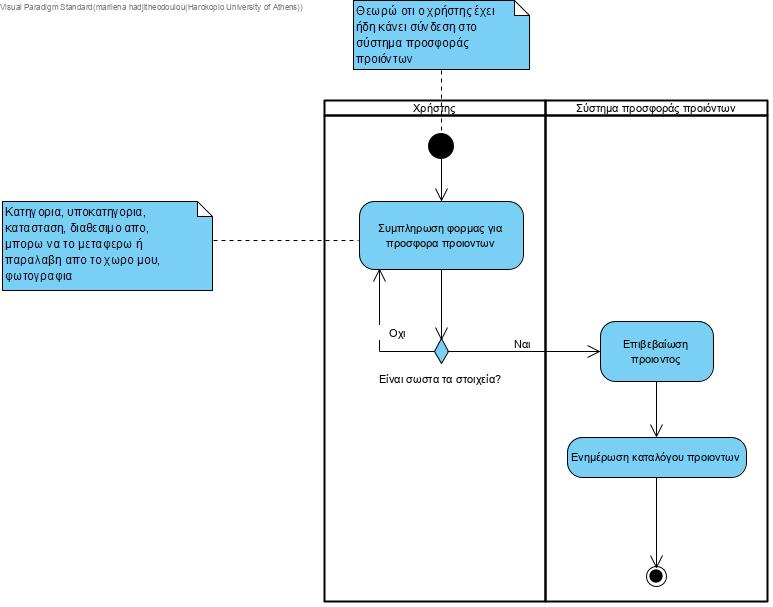 Visual Paradigm Standard(marilena hadjitheodoulou(Harokopio University of Athens))
Θεωρώ οτι ο χρήστης έχει
ήδη κάνει σύνδεση στο
σύστημα προσφοράς
προιόντων
Χρήστης
Σύστημα προσφοράς προιόντων
Κατηγορια, υποκατηγορια,
κατασταση, διαθεσιμο απο,
μπορω να το μεταφερω ή
παραλαβη απο το χωρο μου,
φωτογραφια
Συμπληρωση φορμας για
προσφορα προιοντων
Οχι
Ναι
Είναι σωστα τα στοιχεία?
Επιβεβαίωση
προιοντος
Ενημέρωση καταλόγου προιοντων